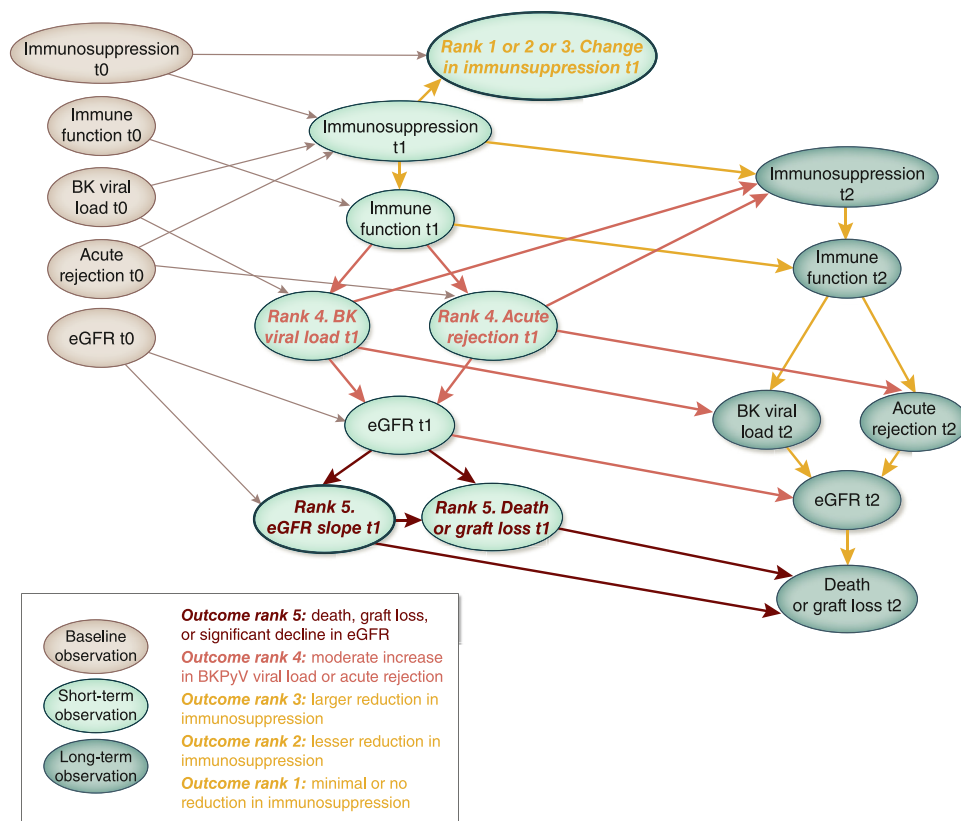 Immunosuppression
t0
Rank 1 or 2 or 3. Change
in immunsuppression t1
Immune
function t0
Immunosuppression
t1
BK viral
load t0
Immunosuppression
t2
Immune
function t1
Acute
rejection t0
Immune
function t2
Rank 4. BK
viral load t1
Rank 4. Acute
rejection t1
eGFR t0
eGFR t1
BK viral
load t2
Acute
rejection t2
Rank 5.
eGFR slope t1
Rank 5. Death
or graft loss t1
eGFR t2
Death
or graft loss t2
Baseline
observation
Short-term
observation
Long-term
observation
Outcome rank 5: death, graft loss,
or significant decline in eGFR
Outcome rank 4: moderate increase
in BKPyV viral load or acute rejection
Outcome rank 3: larger reduction in
immunosuppression
Outcome rank 2: lesser reduction in
immunosuppression
Outcome rank 1: minimal or no
reduction in immunosuppression